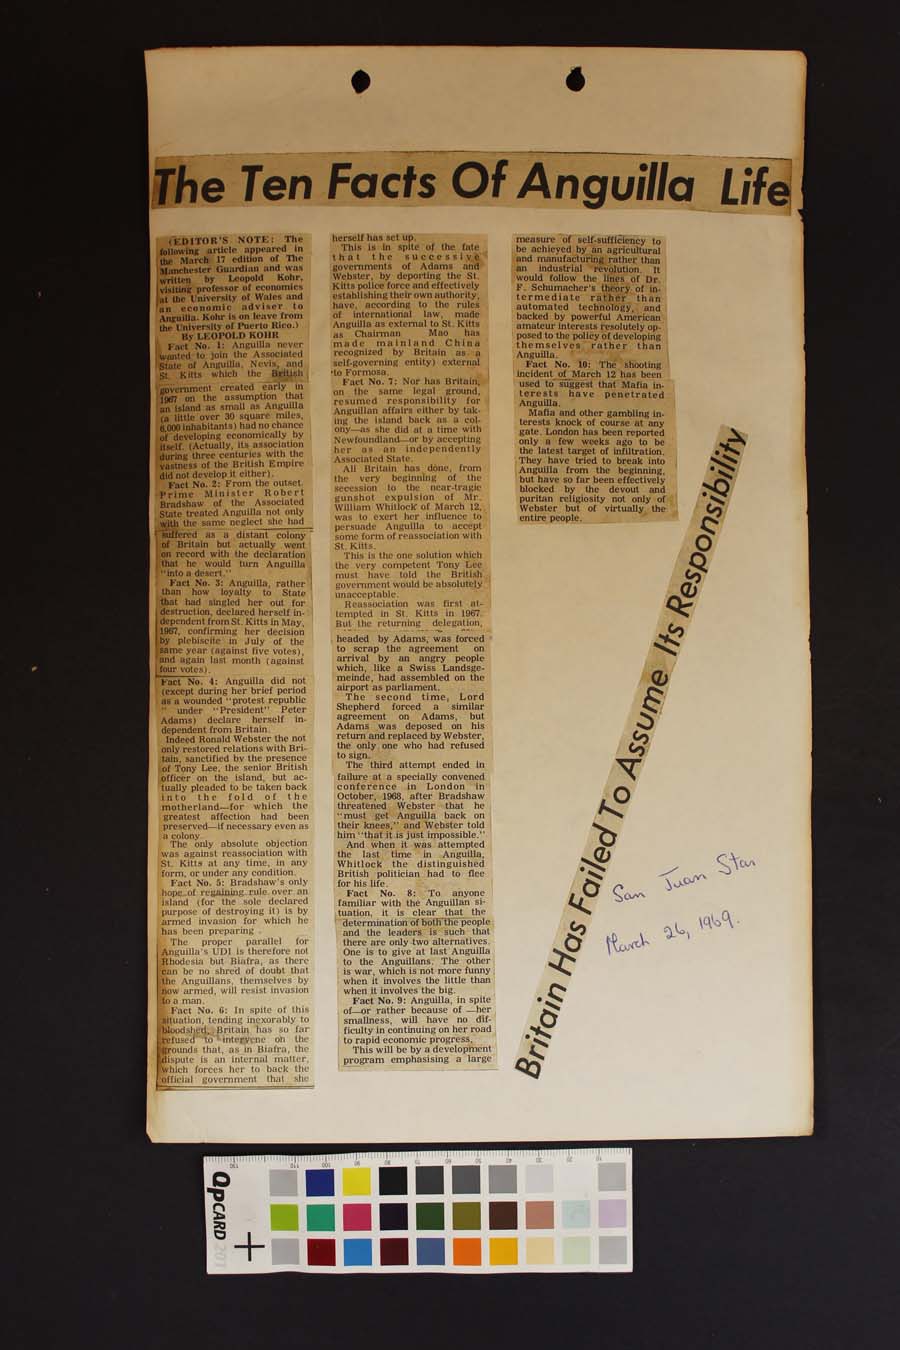 The Ten Facts Of Anguilla Life
(EDITOR'S NOTE: The
following article appeared in
the March 17 edition of The
Manchester Guardian and was
written by Leopold Kohr,
visiting professor of economics
at the University of Wales and
an economic adviser to
Anguilla. Kohr is on leave from
the University of Puerto Rico.)
By LEOPOLD KOHR
Fact No. 1: Anguilla never
wanted to join the Associated
State of Anguilla, Nevis, and
St. Kitts which the British
government created early in
1967 on the assumption that
an island as small as Anguilla
(a little over 30 square miles,
6,000 inhabitants) had no chance
of developing economically by
itself. (Actually, its association
during three centuries with the
vastness of the British Empire
did not develop it either).
Fact No. 2: From the outset
Prime Minister Robert
Bradshaw of the Associated
State treated Anguilla not only
with the same neglect she had
suffered as a distant colony
of Britain but actually went
on record with the declaration
that he would turn Anguilla
"into a desert."
Fact No. 3: Anguilla, rather
than how loyalty to State
that had singled her out for
destruction, declared herself in-
dependent from St. Kitts in May,
1967, confirming her decision
by plebiscite in July of the
same year (against five votes),
and again last month (against
four votes).
Fact No. 4: Anguilla did not
(except during her brief period
as a wounded "protest republic
" under "President" Peter
Adams) declare herself in-
dependent from Britain.
Indeed Ronald Webster the not
only restored relations with Bri-
tain, sanctified by the presence
of Tony Lee, the senior British
officer on the island, but ac-
tually pleaded to be taken back
into the fold of the
motherland—for which the
greatest affection had been
preserved—if necessary even as
a colony.
The only absolute objection
was against reassociation with
St. Kitts at any time, in any
form, or under any condition.
Fact No. 5: Bradshaw's only
hope of regaining rule over an
island (for the sole declared
purpose of destroying it) is by
armed invasion for which he
has been preparing .
The proper parallel for
Anguilla's UDI is therefore not
Rhodesia but Biafra, as there
can be no shred of doubt that
the Anguillans, themselves by
now armed, will resist invasion
to a man.
Fact No. 6: In spite of this
situation, tending inexorably to
bloodshed, Britain has so far
refused to intervene on the
grounds that, as in Biafra, the
dispute is an internal matter,
which forces her to back the
official government that she
herself has set up.
This is in spite of the fate
that the successive
governments of Adams and
Webster, by deporting the St.
Kitts police force and effectively
establishing their own authority,
have, according to the rules
of international law, made
Anguilla as external to St. Kitts
as Chairman Mao has
made mainland China
recognized by Britain as a
self-governing entity) external
to Formosa.
Fact No. 7: Nor has Britain,
on the same legal ground,
resumed responsibility for
Anguillan affairs either by tak-
ing the island back as a col-
ony—as she did at a time with
Newfoundland—or by accepting
her as an independently
Associated State.
All Britain has done, from
the very beginning of the
secession to the near-tragic
gunshot expulsion of Mr.
William Whitlock of March 12,
was to exert her influence to
persuade Anguilla to accept
some form of reassociation with
St. Kitts.
This is the one solution which
the very competent Tony Lee
must have told the British
government would be absolutely
unacceptable.
Reassociation was first at-
tempted in St. Kitts in 1967.
But the returning delegation,
headed by Adams, was forced
to scrap the agreement on
arrival by an angry people
which, like a Swiss Landsge-
meinde, had assembled on the
airport as parliament.
The second time, Lord
Shepherd forced a similar
agreement on Adams, but
Adams was deposed on his
return and replaced by Webster,
the only one who had refused
to sign.
The third attempt ended in
failure at a specially convened
conference in London in
October, 1968, after Bradshaw
threatened Webster that he
"must get Anguilla back on
their knees," and Webster told
him "that it is just impossible."
And when it was attempted
the last time in Anguilla,
Whitlock the distinguished
British politician had to flee
for his life.
Fact No. 8: To anyone
familiar with the Anguillan si-
tuation, it is clear that the
determination of both the people
and the leaders is such that
there are only two alternatives.
One is to give at last Anguilla
to the Anguillans. The other
is war, which is not more funny
when it involves the little than
when it involves the big.
Fact No. 9: Anguilla, in spite
of—or rather because of —her
smallness, will have no dif-
ficulty in continuing on her road
to rapid economic progress.
This will be by a development
program emphasising a large
measure of self-sufficiency to
be achieved by an agricultural
and manufacturing rather than
an industrial revolution. It
would follow the lines of Dr.
F. Schumacher's theory of in-
termediate rather than
automated technology, and
backed by powerful American
amateur interests resolutely op-
posed to the policy of developing
themselves rather than
Anguilla.
Fact No. 10: The shooting
incident of March 12 has been
used to suggest that Mafia in-
terests have penetrated
Anguilla.
Mafia and other gambling in-
terests knock of course at any
gate. London has been reported
only a few weeks ago to be
the latest target of infiltration.
They have tried to break into
Anguilla from the beginning,
but have so far been effectively
blocked by the devout and
puritan religiosity not only of
Webster but of virtually the
entire people.
Britain Has Failed To Assume Its Responsibility
San Juan Star
March 26, 1969.
QPCARD 201